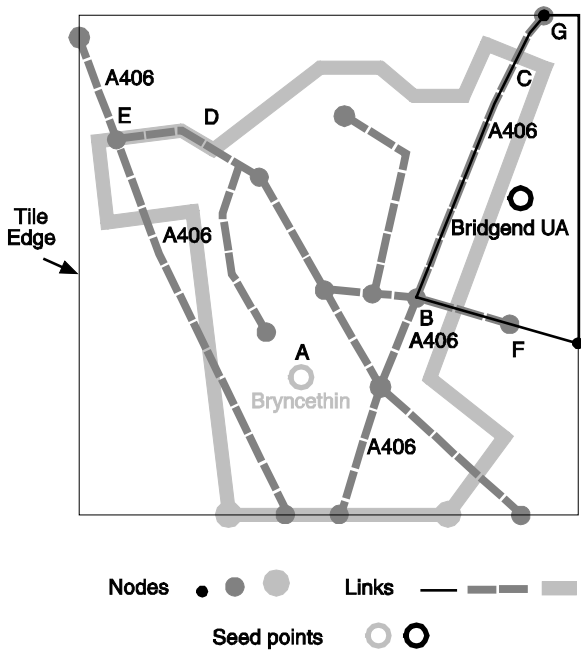 G
A406
C
E
D
A406
Bridgend UA
Tile
Edge
A406
B
A406
F
A
Bryncethin
A406
Nodes
Links
Seed points